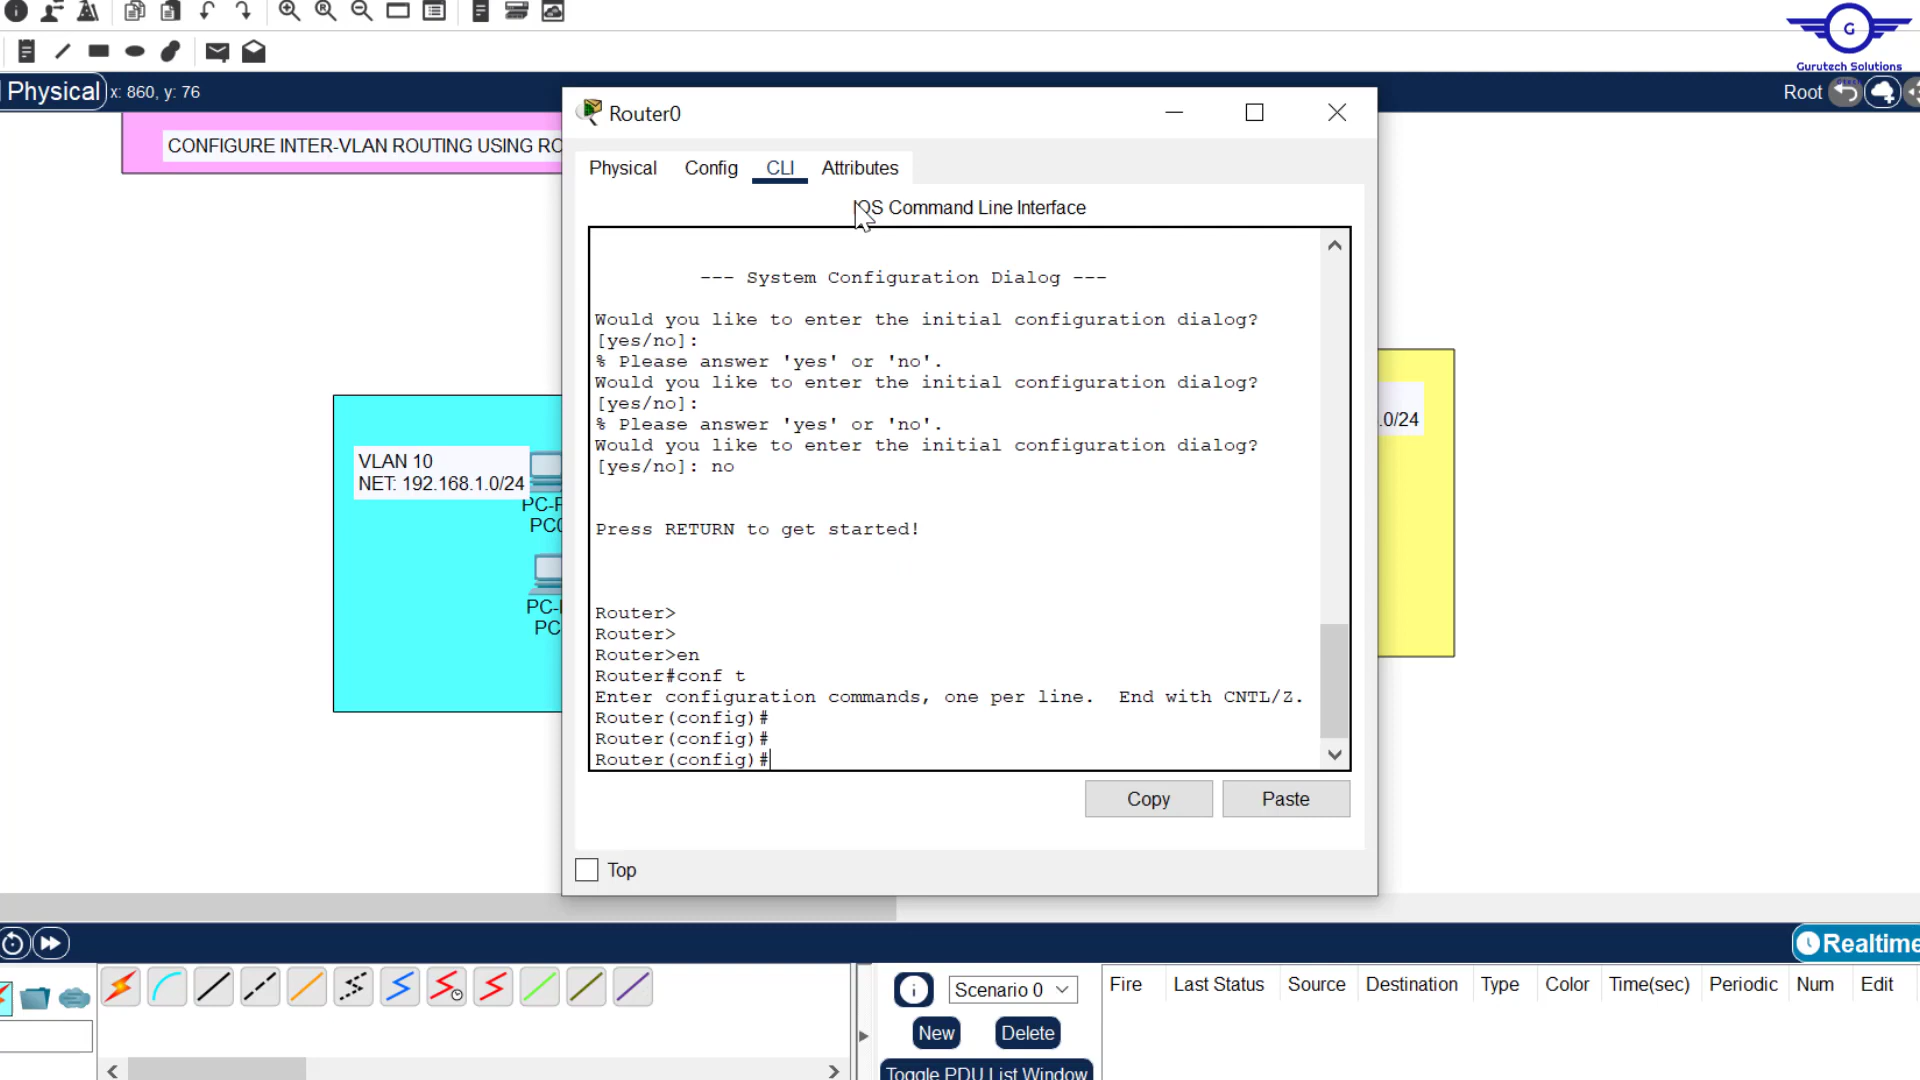 G
Gurutech Solutions
Physical
x: 860, y: 76
Root
Router0
CONFIGURE INTER-VLAN ROUTING USING RO
Physical
Config
CLI
Attributes
IOS Command Line Interface
--- System Configuration Dialog ---
Would you like to enter the initial configuration dialog?
[yes/no]:
% Please answer 'yes' or 'no'.
Would you like to enter the initial configuration dialog?
[yes/no]:
% Please answer 'yes' or 'no'.
Would you like to enter the initial configuration dialog?
[yes/no]: no
Press RETURN to get started!
Router>
Router>
Router>en
Router#conf t
Enter configuration commands, one per line.  End with CNTL/Z.
Router(config)#
Router(config)#
Router(config)#
VLAN 10
NET: 192.168.1.0/24
PC-P
PC0
PC-
PC
.0/24
Copy
Paste
Top
Realtime
Scenario 0
New
Delete
Toggle PDU List Window
Fire
Last Status
Source
Destination
Type
Color
Time(sec)
Periodic
Num
Edit